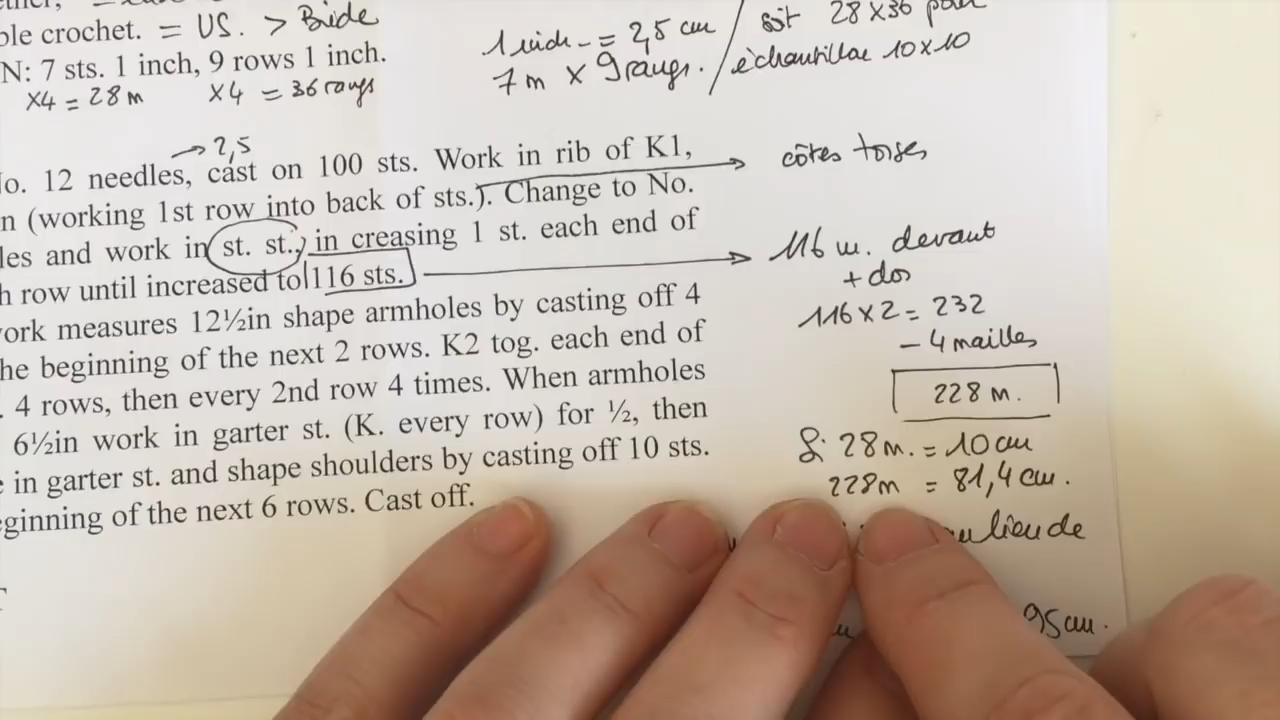 ble crochet. = US. > Bride
1 inch = 2,5 cm / soit 28 x 36 pour
N: 7 sts. 1 inch, 9 rows 1 inch.
7 m x 9 rangs. / échantillon 10x10
x4 = 28 m x4 = 36 rangs
→ 2,5
No. 12 needles, cast on 100 sts. Work in rib of K1,
côtes torses
n (working 1st row into back of sts.). Change to No.
les and work in st. st., in creasing 1 st. each end of
116 m. devant
+ dos
h row until increased to 116 sts.
116 x 2 = 232
ork measures 12½in shape armholes by casting off 4
- 4 mailles
he beginning of the next 2 rows. K2 tog. each end of
228 m.
. 4 rows, then every 2nd row 4 times. When armholes
6½in work in garter st. (K. every row) for ½, then
28 m. = 10 cm
e in garter st. and shape shoulders by casting off 10 sts.
228m = 81,4 cm.
eginning of the next 6 rows. Cast off.
au lieu de
95 cm.